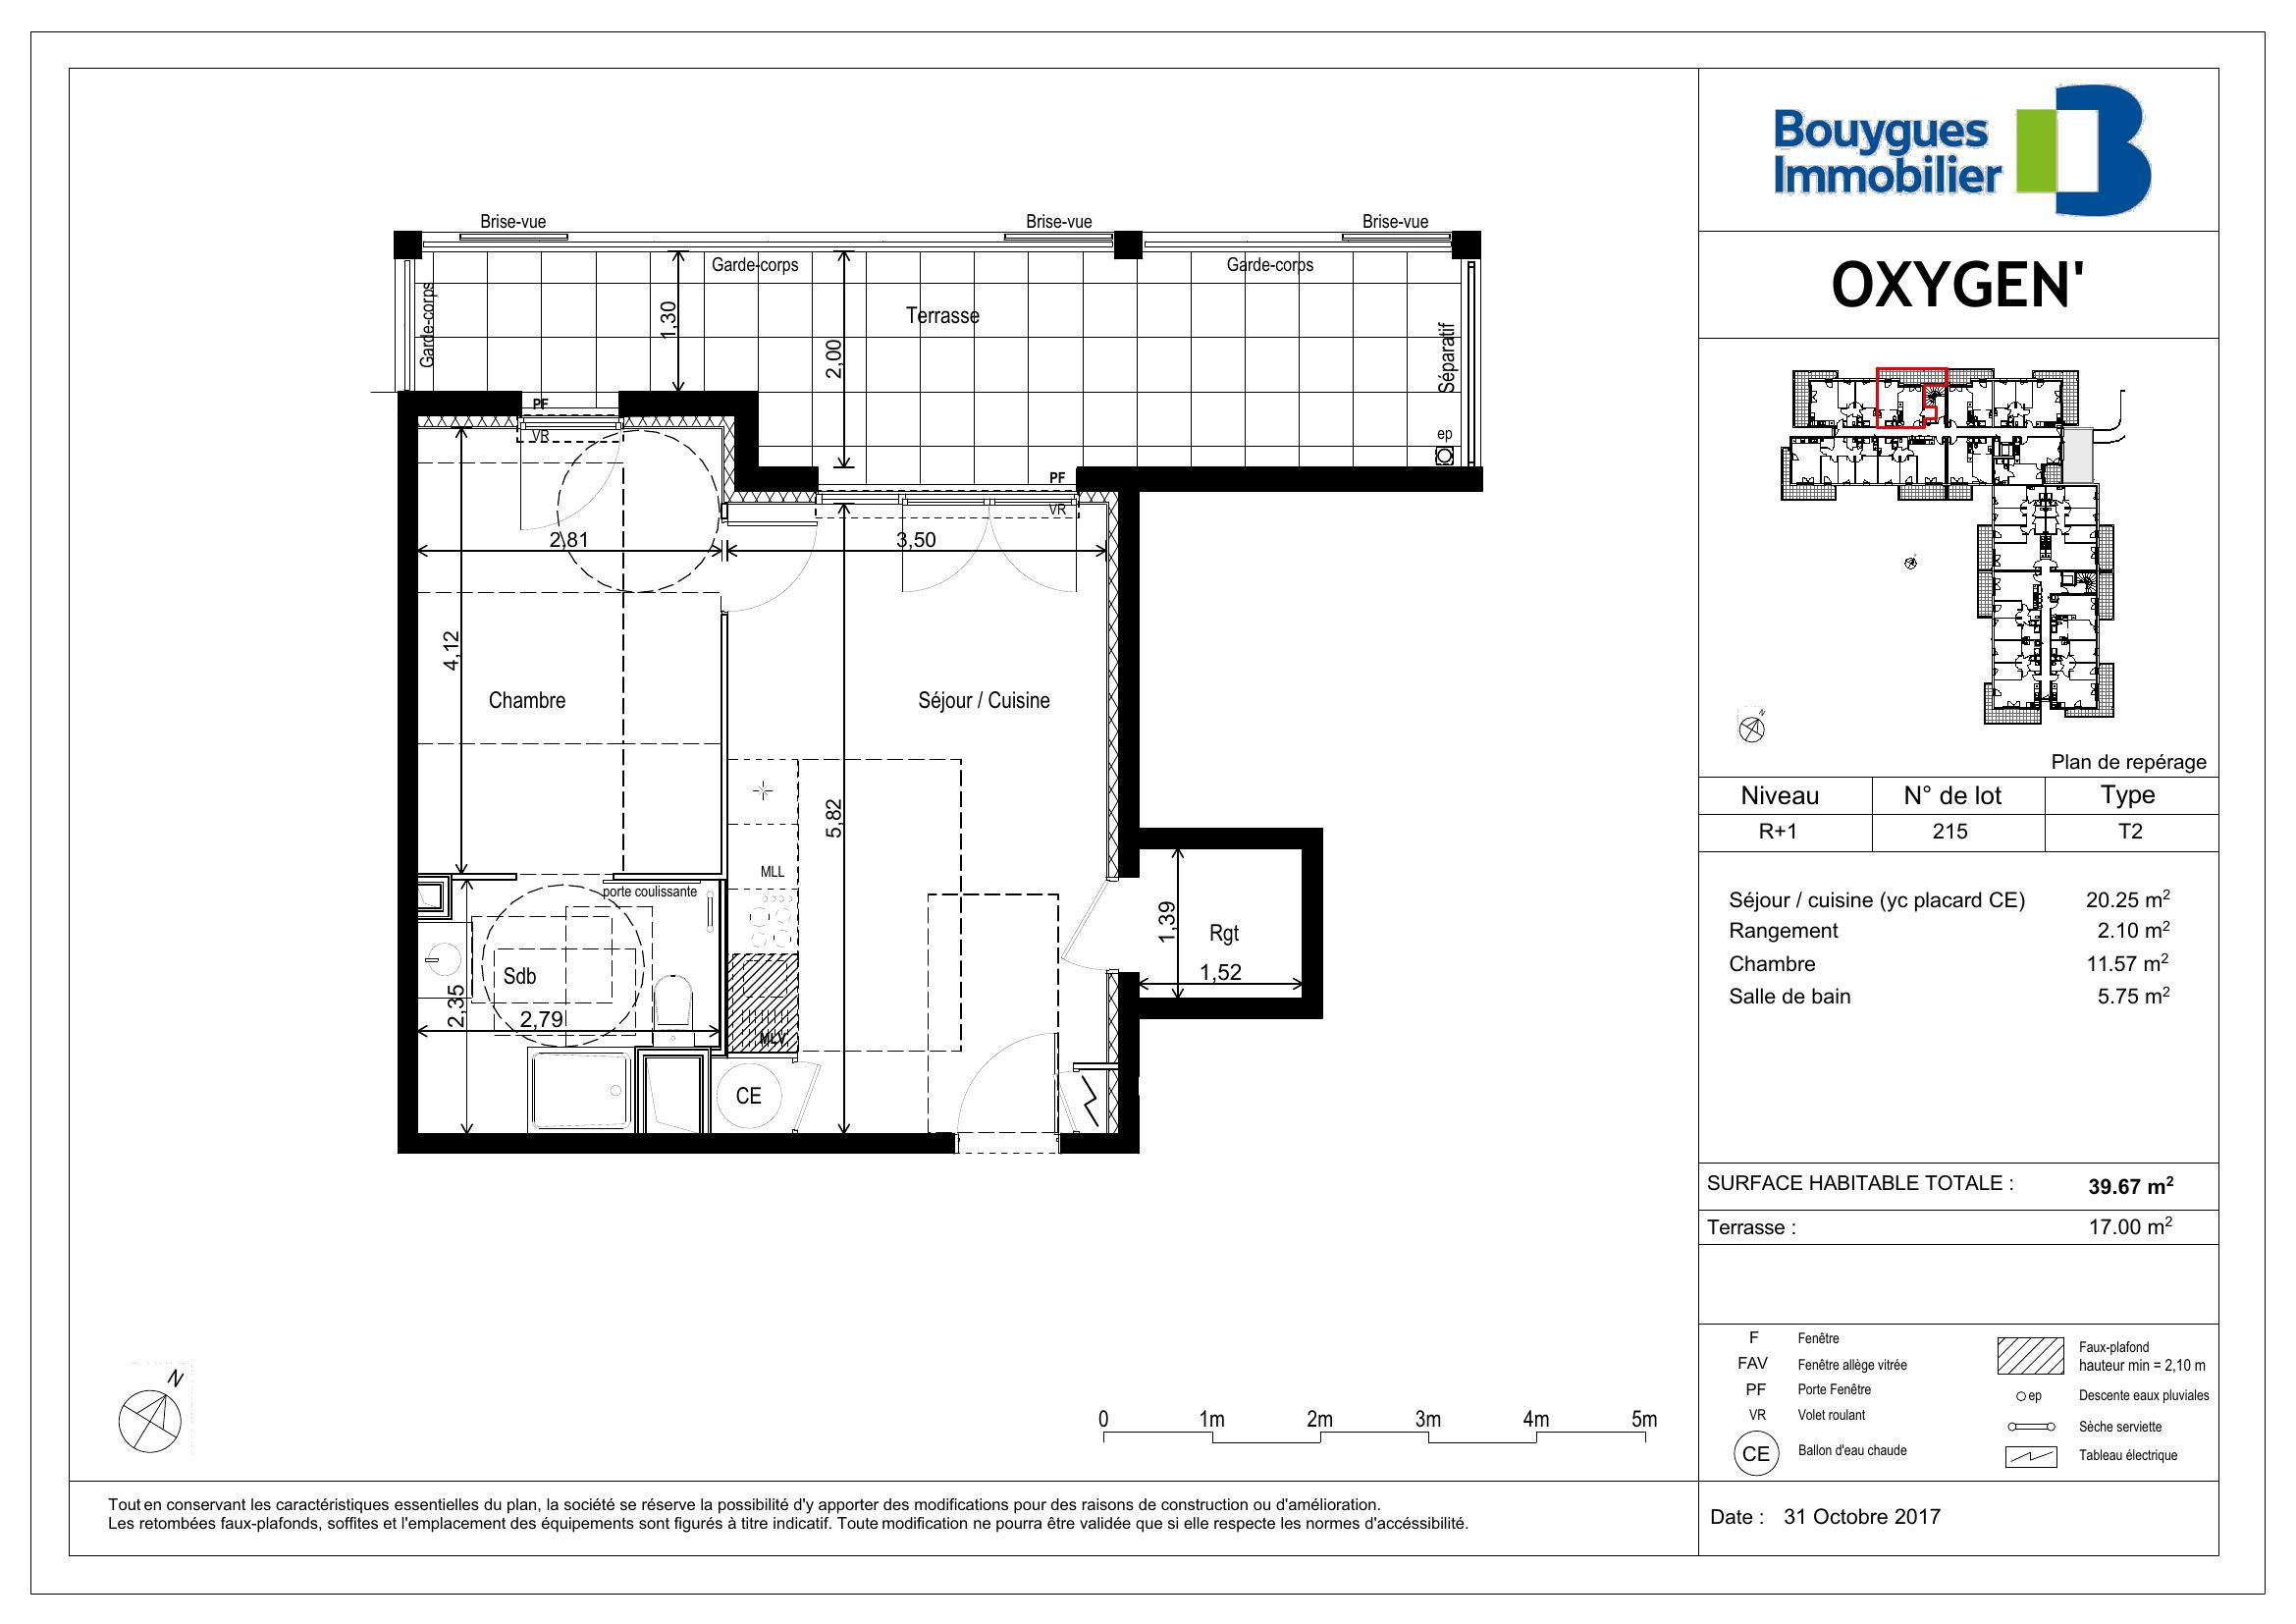 Bouygues
Immobilier
OXYGEN'
N
Plan de repérage
Niveau N° de lot Type
R+1 215 T2
Séjour / cuisine (yc placard CE) 20.25 m²
Rangement 2.10 m²
Chambre 11.57 m²
Salle de bain 5.75 m²
SURFACE HABITABLE TOTALE : 39.67 m²
Terrasse : 17.00 m²
F Fenêtre
FAV Fenêtre allège vitrée
PF Porte Fenêtre
VR Volet roulant
CE Ballon d'eau chaude
Faux-plafond
hauteur min = 2,10 m
ep Descente eaux pluviales
Sèche serviette
Tableau électrique
Date : 31 Octobre 2017
Brise-vue Brise-vue Brise-vue
Garde-corps Garde-corps
Garde-corps
1,30
Terrasse
2,00
Séparatif
ep
PF
VR
PF
VR
2,81 3,50
4,12
Chambre
Séjour / Cuisine
5,82
MLL
porte coulissante
1,39
Rgt
1,52
Sdb
2,35
2,79
MLV
CE
N
0 1m 2m 3m 4m 5m
Tout en conservant les caractéristiques essentielles du plan, la société se réserve la possibilité d'y apporter des modifications pour des raisons de construction ou d'amélioration.
Les retombées faux-plafonds, soffites et l'emplacement des équipements sont figurés à titre indicatif. Toute modification ne pourra être validée que si elle respecte les normes d'accéssibilité.